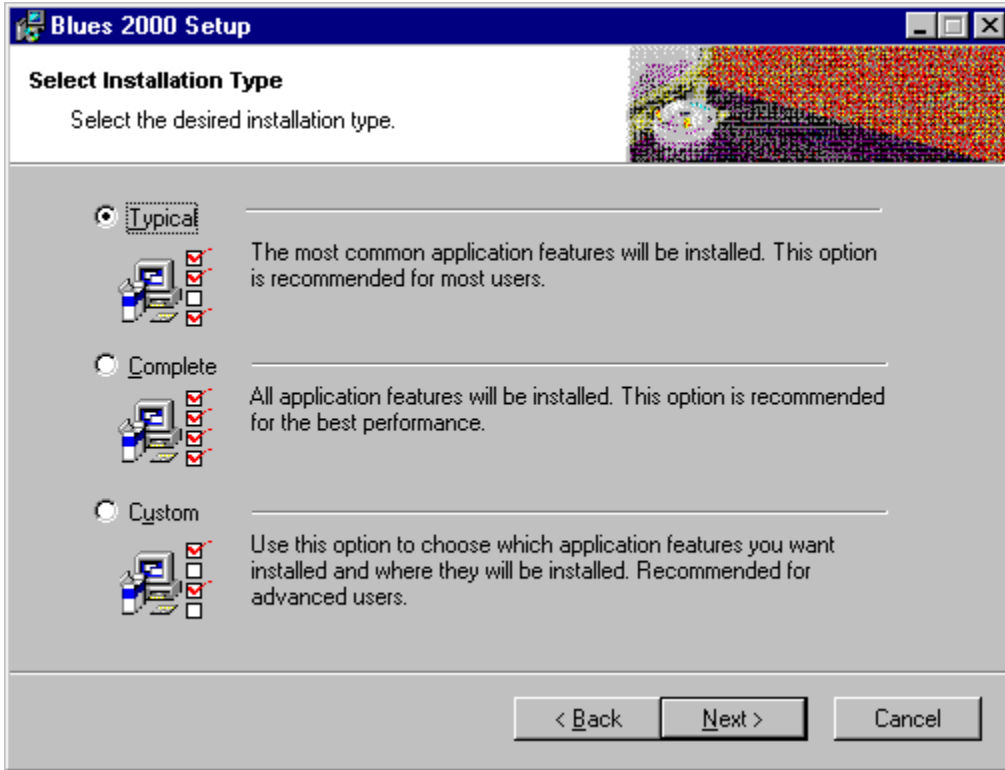 Blues 2000 Setup
Select Installation Type
Select the desired installation type.
Typical
The most common application features will be installed. This option
is recommended for most users.
Complete
All application features will be installed. This option is recommended
for the best performance.
Custom
Use this option to choose which application features you want
installed and where they will be installed. Recommended for
advanced users.
< Back Next > Cancel